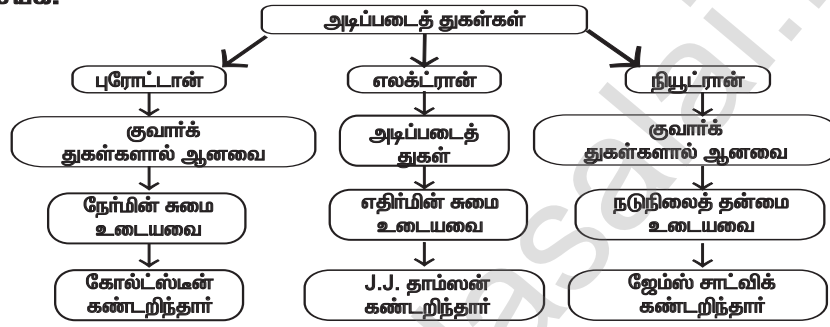 அடிப்படைத் துகள்கள்
புரோட்டான்
எலக்ட்ரான்
நியூட்ரான்
குவார்க்
துகள்களால் ஆனவை
அடிப்படைத்
துகள்
குவார்க்
துகள்களால் ஆனவை
நேர்மின் சுமை
உடையவை
எதிர்மின் சுமை
உடையவை
நடுநிலைத் தன்மை
உடையவை
கோல்ட்ஸ்டீன்
கண்டறிந்தார்
J.J. தாம்ஸன்
கண்டறிந்தார்
ஜேம்ஸ் சாட்விக்
கண்டறிந்தார்